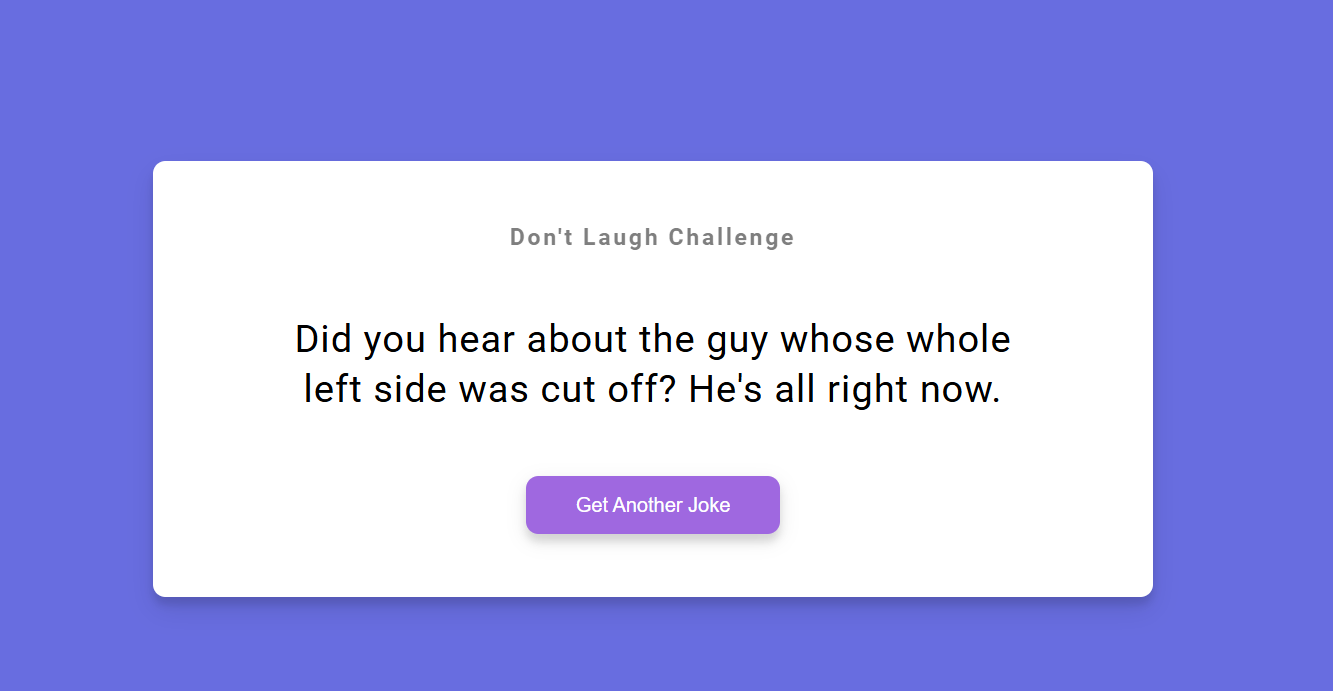 Don't Laugh Challenge
Did you hear about the guy whose whole
left side was cut off? He's all right now.
Get Another Joke